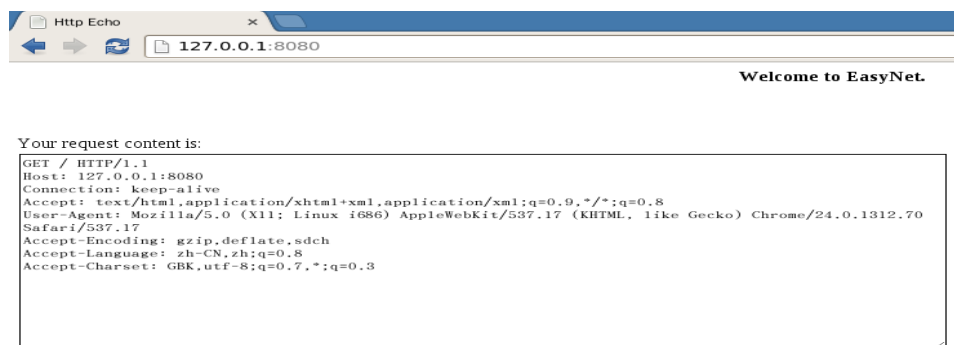 Http Echo ×
127.0.0.1:8080
Welcome to EasyNet.
Your request content is:
GET / HTTP/1.1
Host: 127.0.0.1:8080
Connection: keep-alive
Accept: text/html,application/xhtml+xml,application/xml;q=0.9,*/*;q=0.8
User-Agent: Mozilla/5.0 (X11; Linux i686) AppleWebKit/537.17 (KHTML, like Gecko) Chrome/24.0.1312.70
Safari/537.17
Accept-Encoding: gzip,deflate,sdch
Accept-Language: zh-CN,zh;q=0.8
Accept-Charset: GBK,utf-8;q=0.7,*;q=0.3